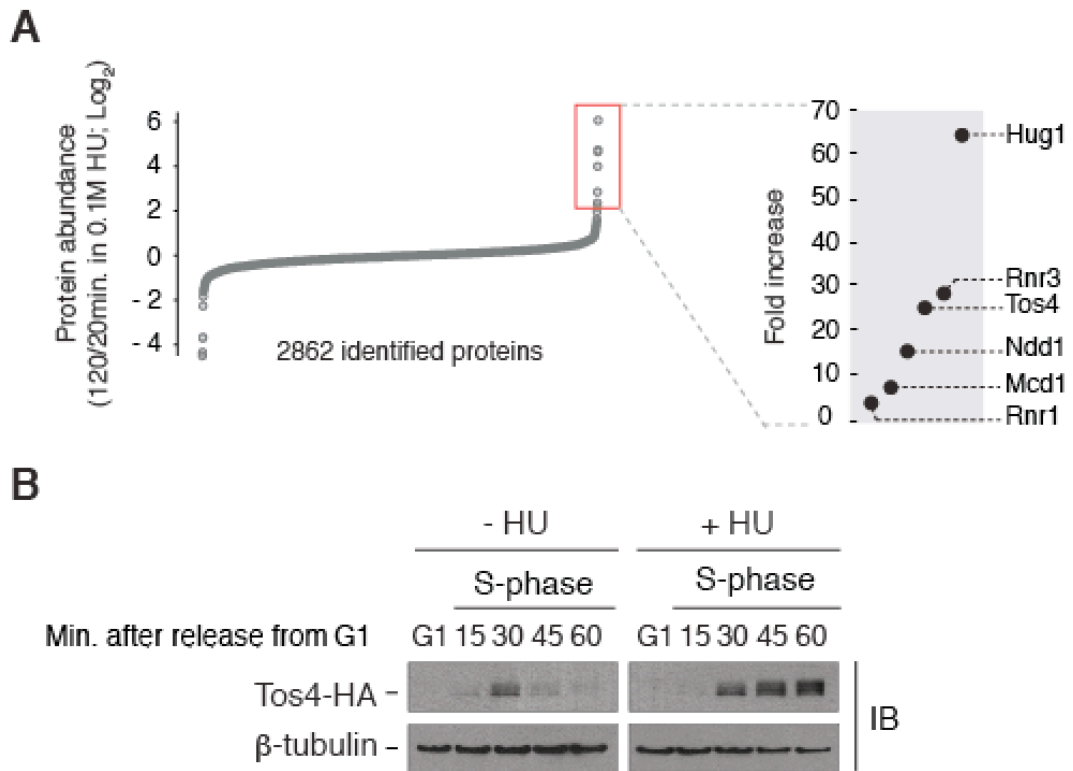 A
Protein abundance
(120/20min. in 0.1M HU; Log2)
6
4
2
0
- 2
- 4
2862 identified proteins
Fold increase
70
60
50
40
30
20
10
0
Hug1
Rnr3
Tos4
Ndd1
Mcd1
Rnr1
B
- HU
+ HU
S-phase
S-phase
Min. after release from G1 G1 15 30 45 60 G1 15 30 45 60
Tos4-HA
β-tubulin
IB